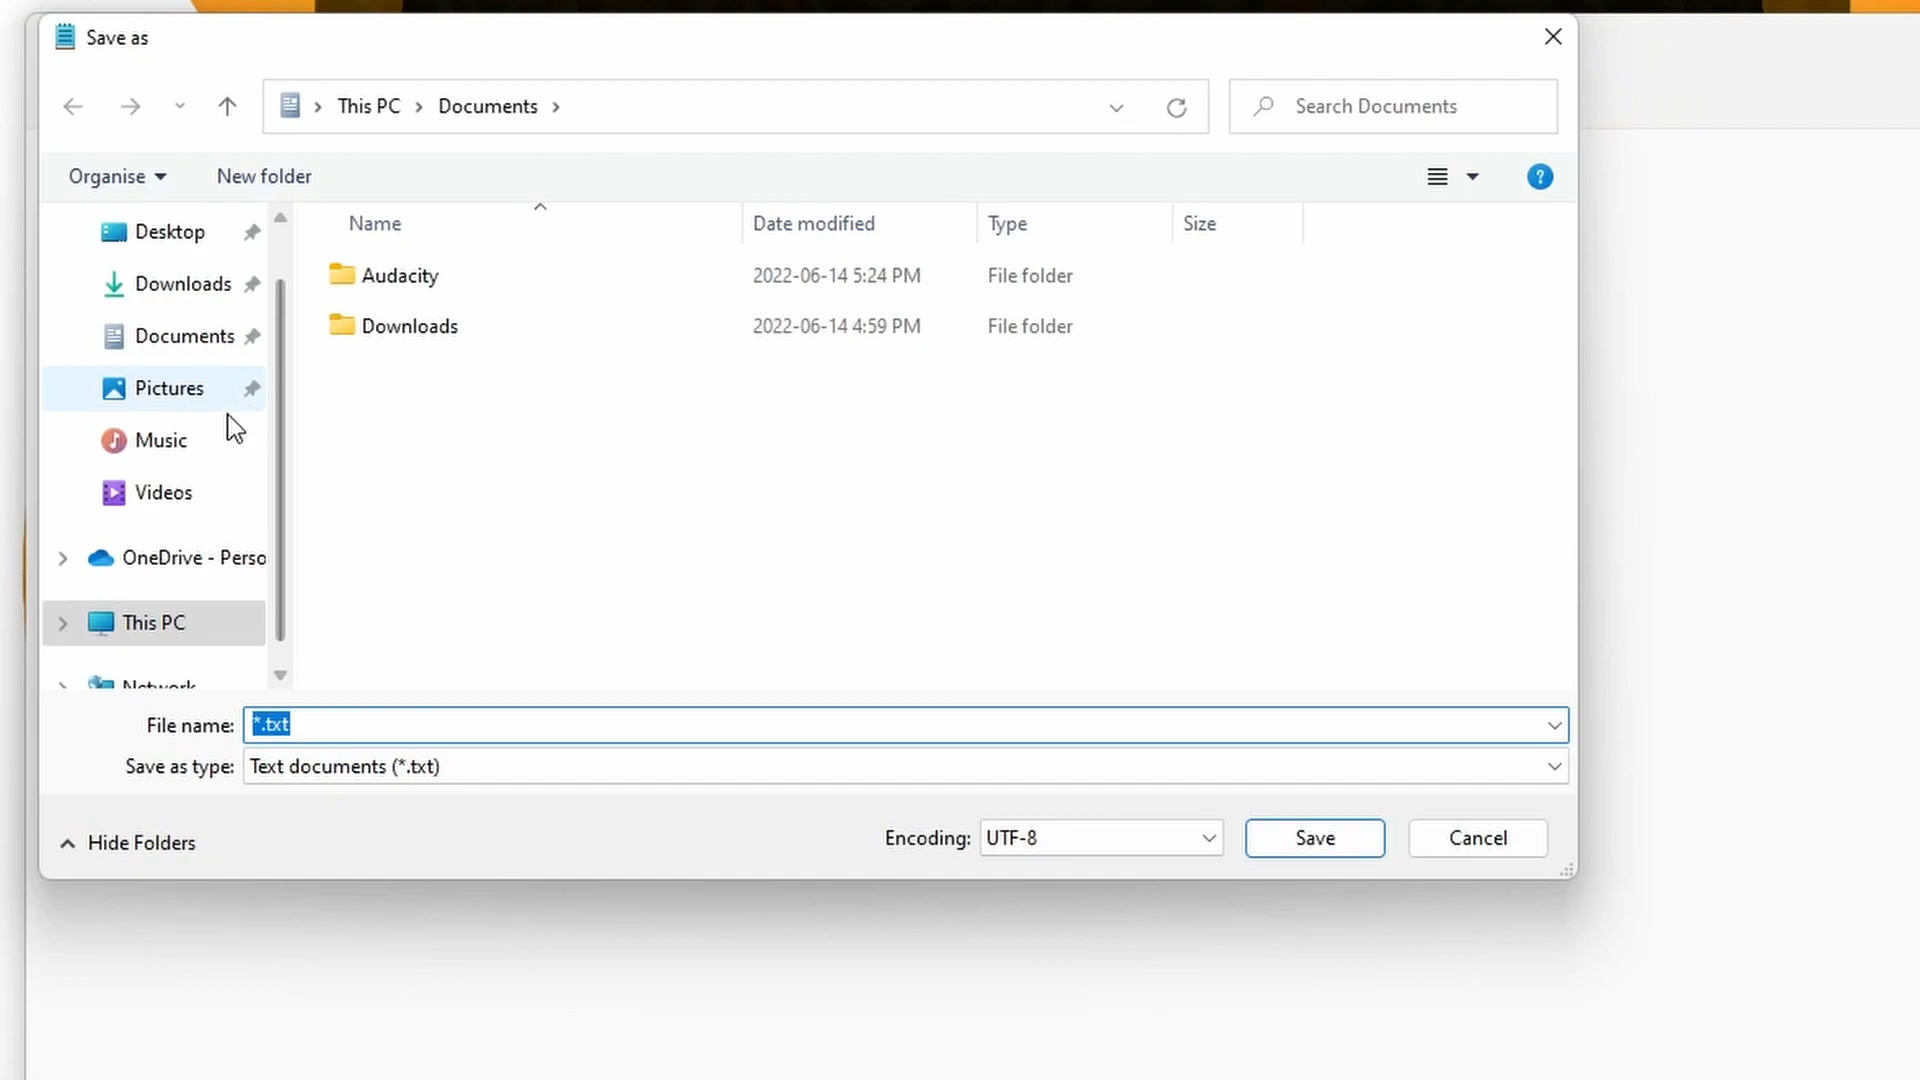 Save as
This PC > Documents >
Search Documents
Organise
New folder
?
Name
Date modified
Type
Size
Desktop
Downloads
Documents
Pictures
Music
Videos
OneDrive - Perso
This PC
Network
Audacity 2022-06-14 5:24 PM File folder
Downloads 2022-06-14 4:59 PM File folder
File name: *.txt
Save as type: Text documents (*.txt)
Hide Folders
Encoding: UTF-8
Save
Cancel